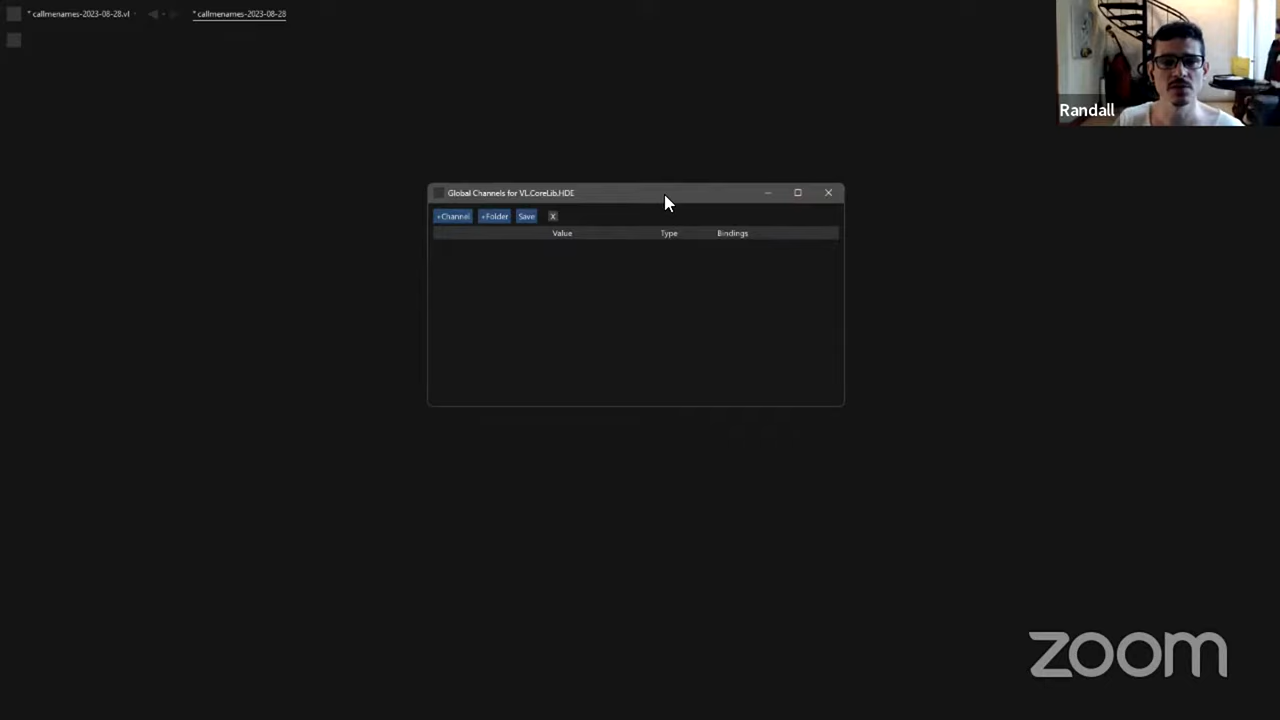 * callmenames-2023-08-28.vl
* callmenames-2023-08-28
Randall
Global Channels for VL.CoreLib.HDE
+Channel +Folder Save X
Value Type Bindings
zoom